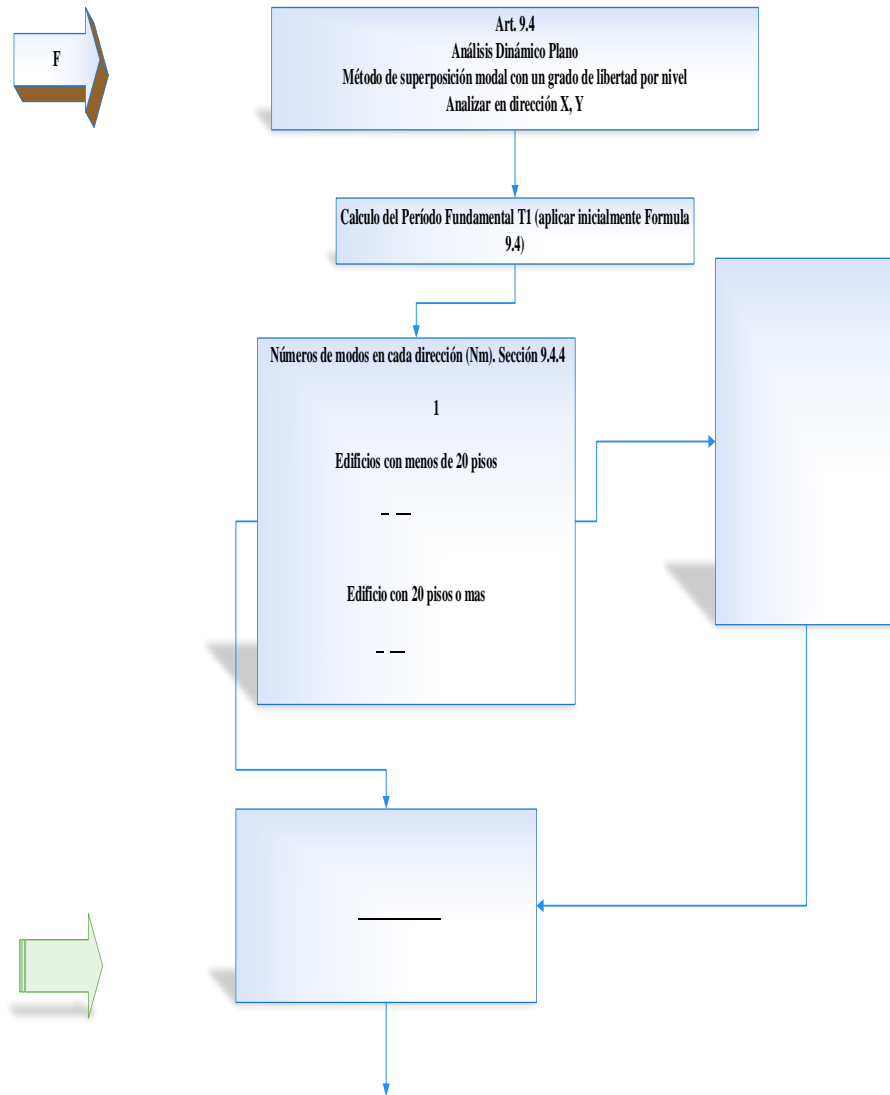 F
Art. 9.4
Análisis Dinámico Plano
Método de superposición modal con un grado de libertad por nivel
Analizar en dirección X, Y
Calculo del Período Fundamental T1 (aplicar inicialmente Formula
9.4)
Números de modos en cada dirección (Nm). Sección 9.4.4
1
Edificios con menos de 20 pisos
Edificio con 20 pisos o mas